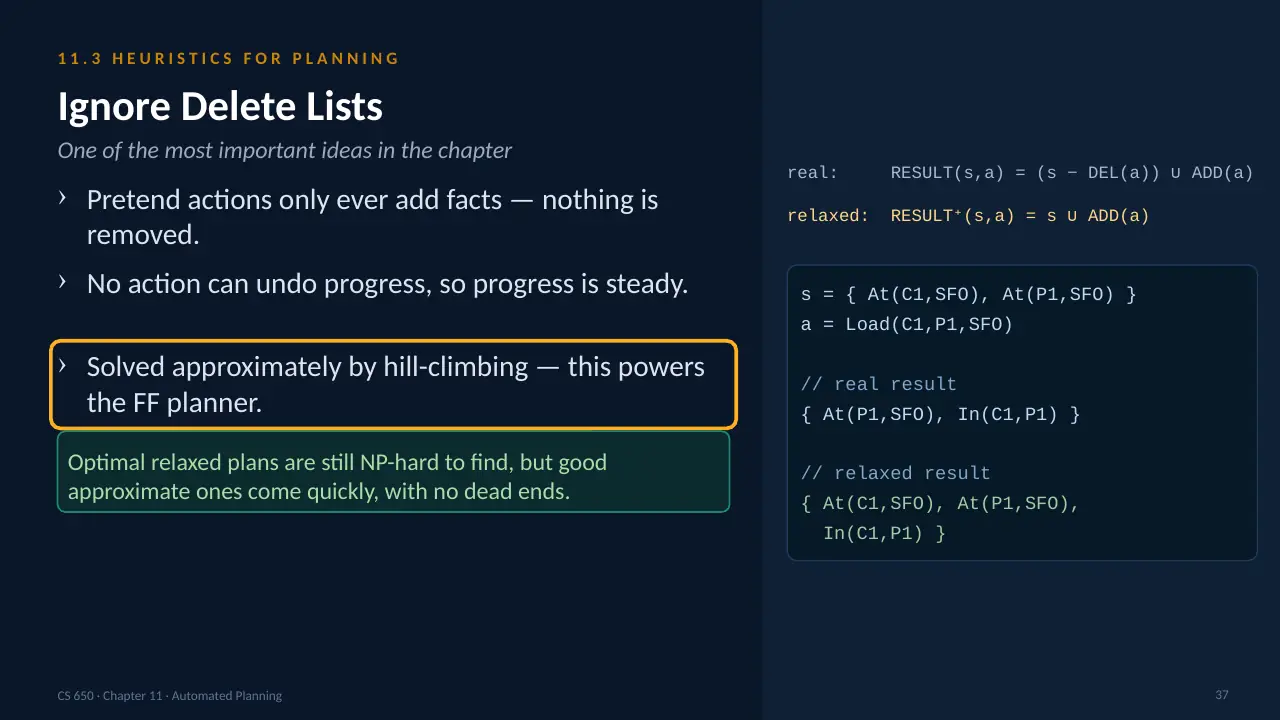 11.3 HEURISTICS FOR PLANNING
Ignore Delete Lists
One of the most important ideas in the chapter
› Pretend actions only ever add facts — nothing is
removed.
› No action can undo progress, so progress is steady.
› Solved approximately by hill-climbing — this powers
the FF planner.
Optimal relaxed plans are still NP-hard to find, but good
approximate ones come quickly, with no dead ends.
real: RESULT(s,a) = (s − DEL(a)) ∪ ADD(a)
relaxed: RESULT⁺(s,a) = s ∪ ADD(a)
s = { At(C1,SFO), At(P1,SFO) }
a = Load(C1,P1,SFO)
// real result
{ At(P1,SFO), In(C1,P1) }
// relaxed result
{ At(C1,SFO), At(P1,SFO),
In(C1,P1) }
CS 650 · Chapter 11 · Automated Planning
37